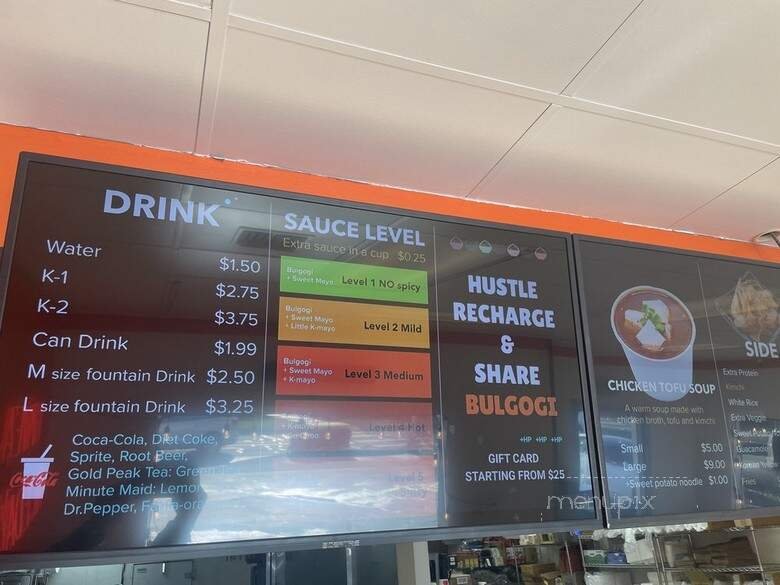 DRINK
Water $1.50
K-1 $2.75
K-2 $3.75
Can Drink $1.99
M size fountain Drink $2.50
L size fountain Drink $3.25
Coca-Cola, Diet Coke,
Sprite, Root Beer,
Gold Peak Tea: Green
Minute Maid:
Dr.Pepper,
SAUCE LEVEL
Extra sauce in a cup $0.25
Bulgogi
+ Sweet Mayo
Level 1 NO spicy
Bulgogi
+ Sweet Mayo
+ Little K-mayo
Level 2 Mild
Bulgogi
+ Sweet Mayo
+ K-mayo
Level 3 Medium
Level 4 Hot
Level 5
HUSTLE
RECHARGE
&
SHARE
BULGOGI
+HP +HP +HP
GIFT CARD
STARTING FROM $25
CHICKEN TOFU SOUP
A warm soup made with
chicken broth, tofu and kimchi
Small $5.00
Large $9.00
+Sweet potato noodle $1.00
SIDE
Extra Protein
Kimchi
White Rice
Extra Veggie
Fries
menupix